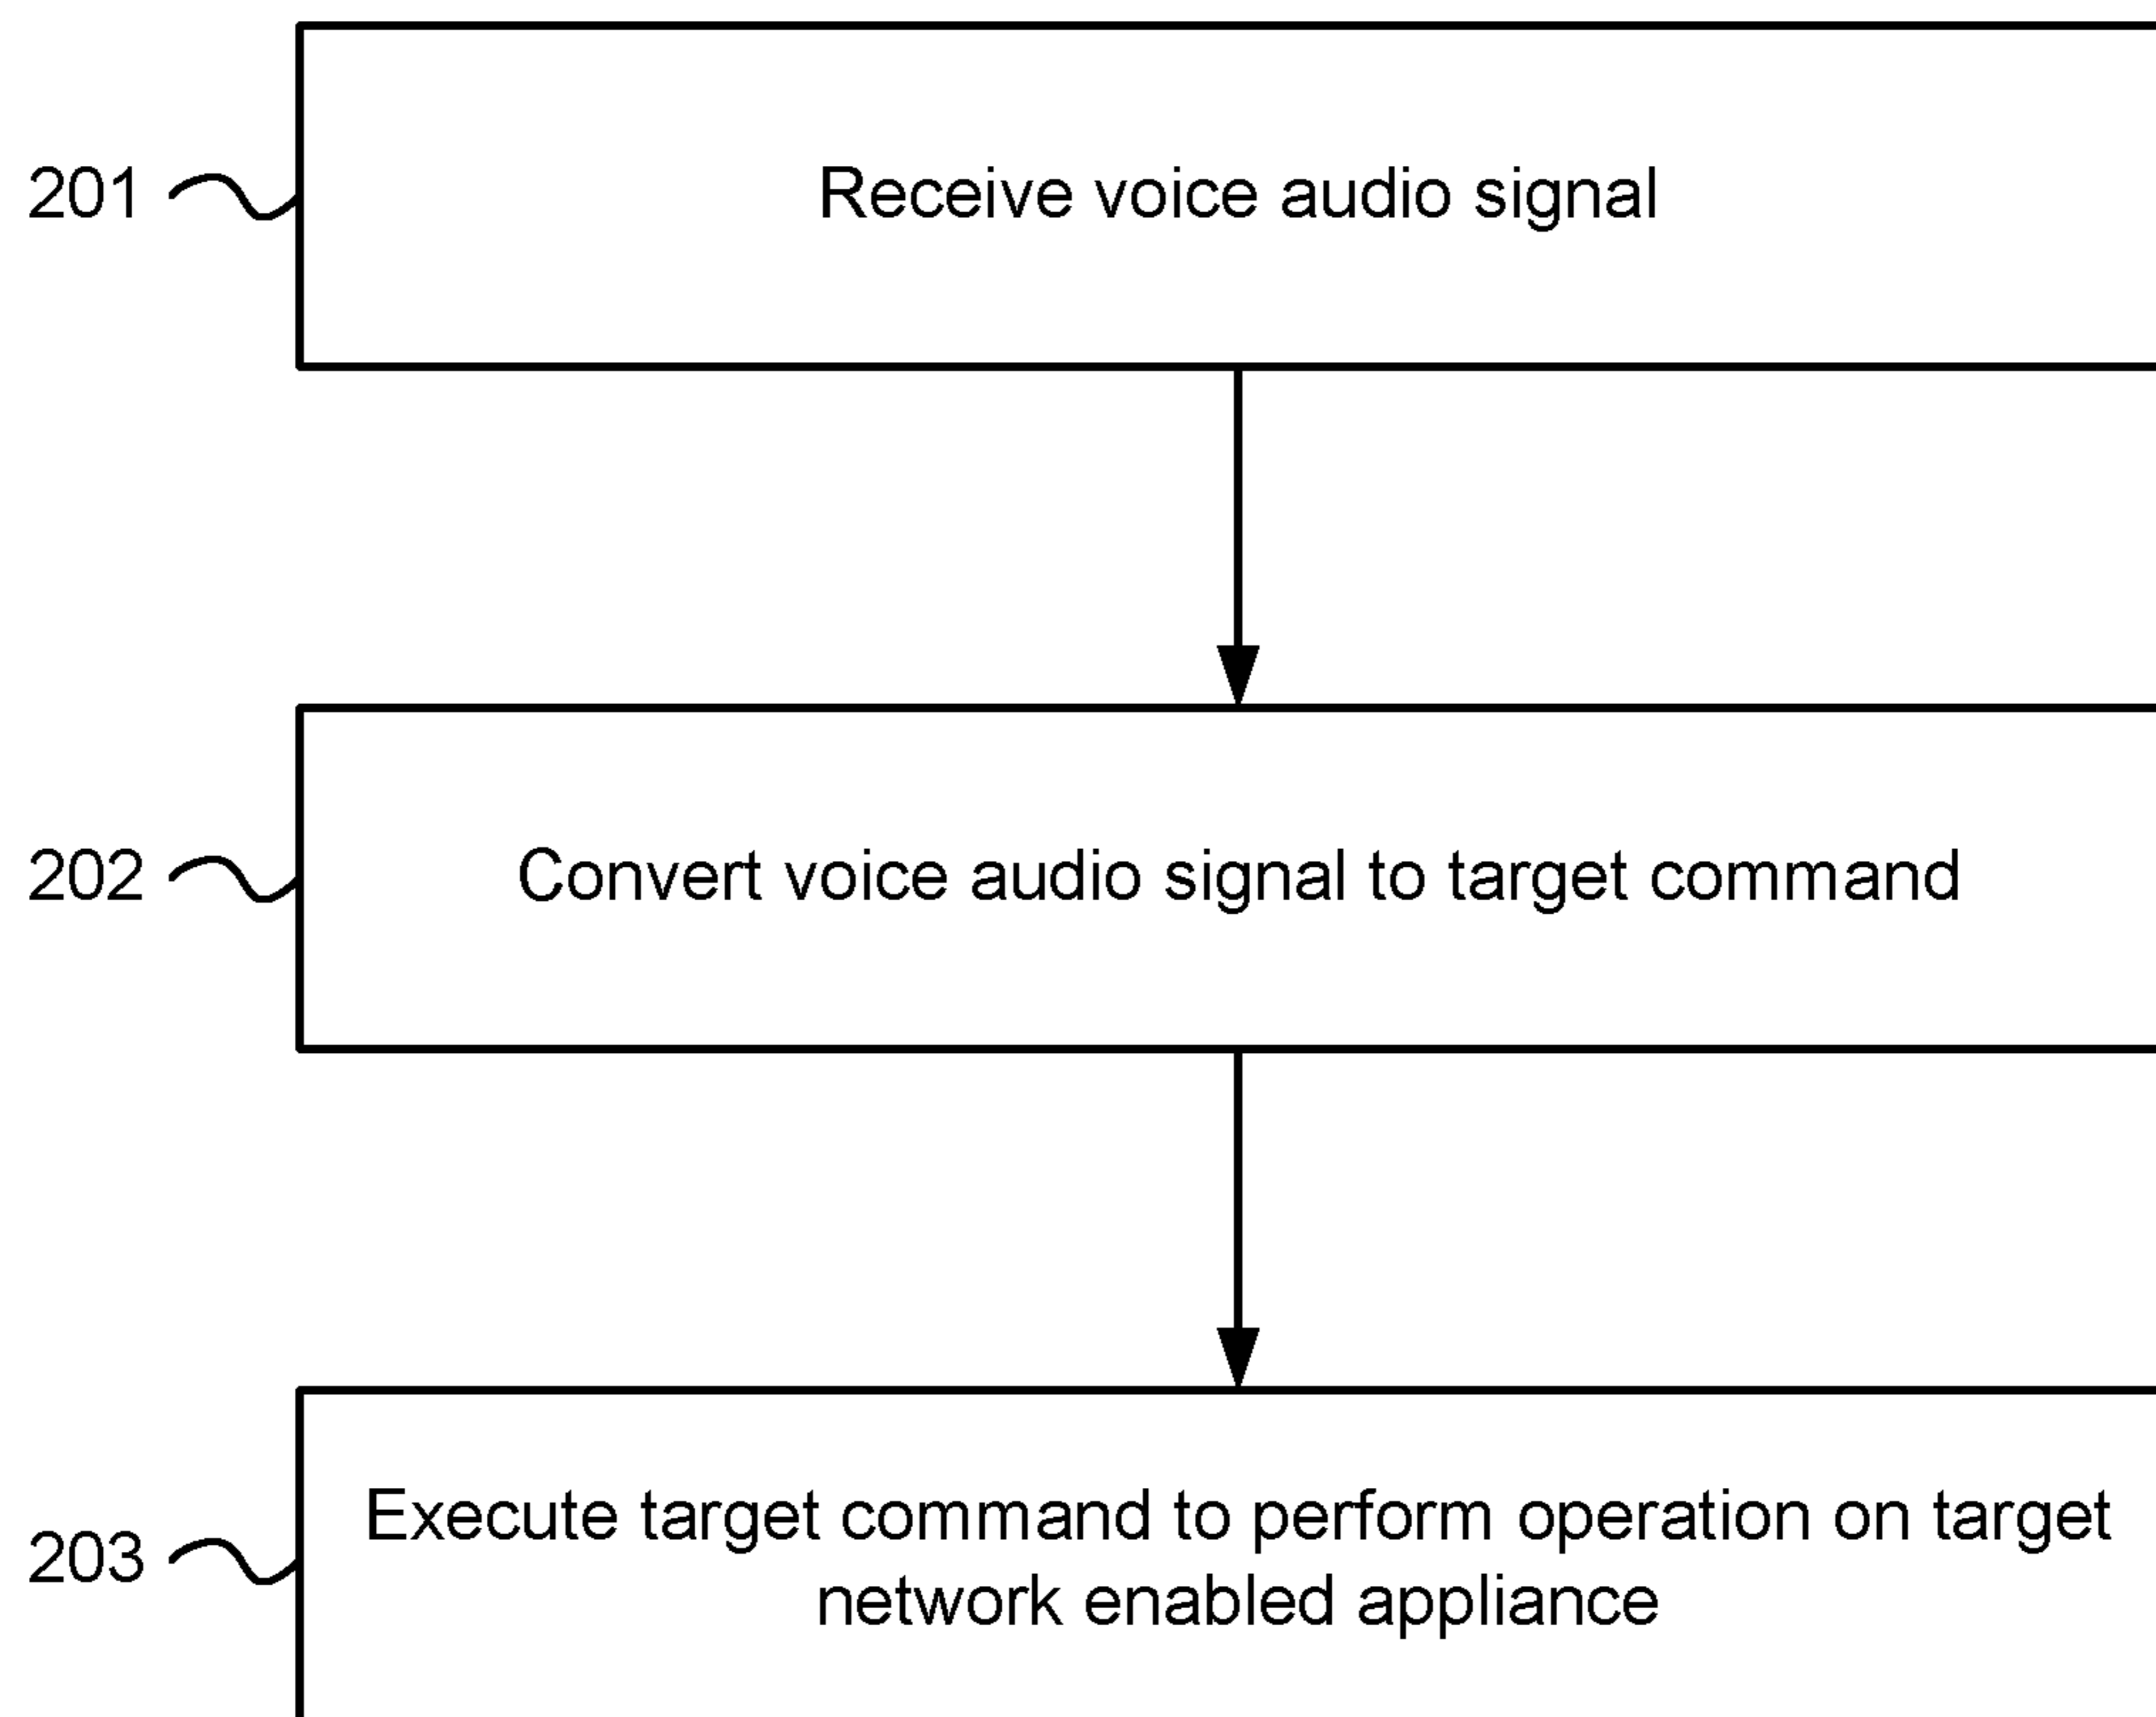 201
Receive voice audio signal
202
Convert voice audio signal to target command
203
Execute target command to perform operation on target
network enabled appliance